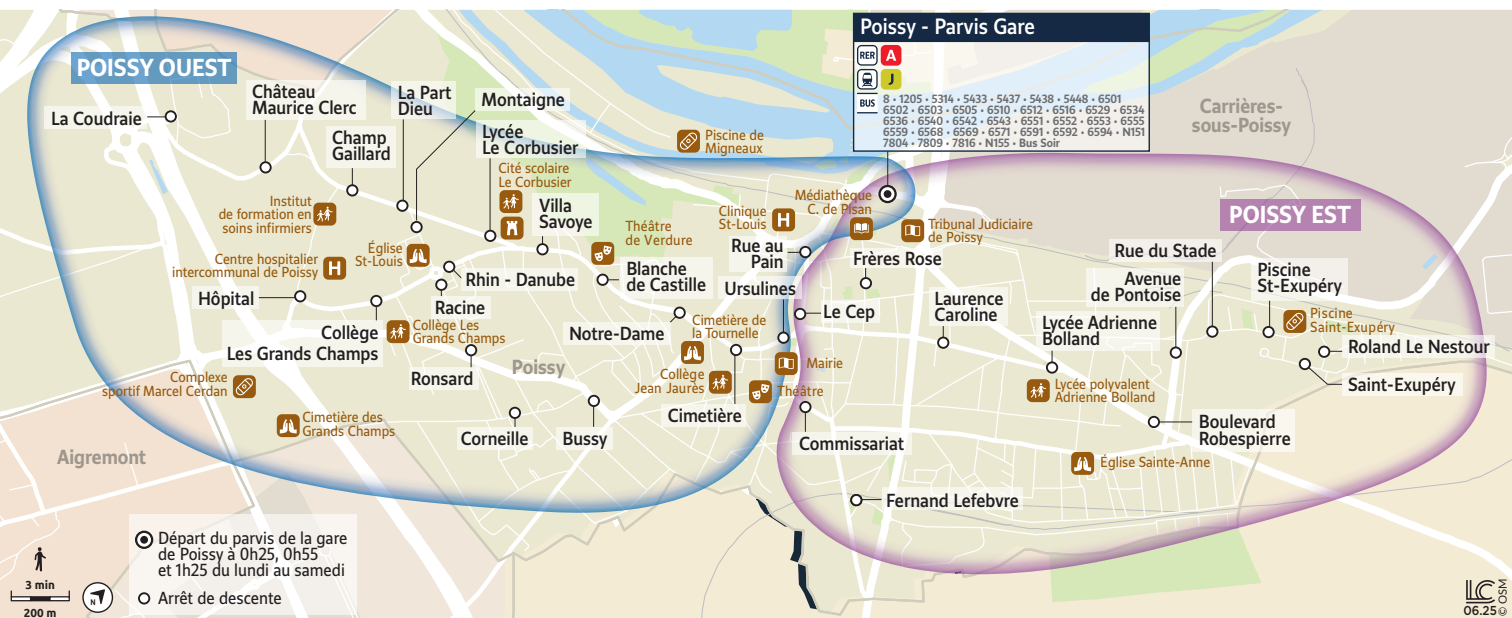 POISSY OUEST
La Coudraie
Château
Maurice Clerc
La Part
Dieu
Montaigne
Champ
Gaillard
Lycée
Le Corbusier
Cité scolaire
Le Corbusier
Villa
Savoye
Institut
de formation en
soins infirmiers
Église
St-Louis
Centre hospitalier
intercommunal de Poissy
Hôpital
Rhin - Danube
Racine
Collège
Les Grands Champs
Collège Les
Grands Champs
Ronsard
Poissy
Complexe
sportif Marcel Cerdan
Cimetière des
Grands Champs
Corneille
Bussy
Aigremont
Théâtre
de Verdure
Blanche
de Castille
Notre-Dame
Cimetière de
la Tournelle
Collège
Jean Jaurès
Cimetière
Piscine de
Migneaux
Clinique
St-Louis
Rue au
Pain
Ursulines
Médiathèque
C. de Pisan
Poissy - Parvis Gare
RER A
J
BUS
8 • 1205 • 5314 • 5433 • 5437 • 5438 • 5448 • 6501
6502 • 6503 • 6505 • 6510 • 6512 • 6516 • 6529 • 6534
6536 • 6540 • 6542 • 6543 • 6551 • 6552 • 6553 • 6555
6559 • 6568 • 6569 • 6571 • 6591 • 6592 • 6594 • N151
7804 • 7809 • 7816 • N155 • Bus Soir
Carrières-
sous-Poissy
POISSY EST
Tribunal Judiciaire
de Poissy
Frères Rose
Le Cep
Mairie
Théâtre
Commissariat
Laurence
Caroline
Lycée Adrienne
Bolland
Lycée polyvalent
Adrienne Bolland
Rue du Stade
Avenue
de Pontoise
Piscine
St-Exupéry
Piscine
Saint-Exupéry
Roland Le Nestour
Saint-Exupéry
Boulevard
Robespierre
Église Sainte-Anne
Fernand Lefebvre
Départ du parvis de la gare
de Poissy à 0h25, 0h55
et 1h25 du lundi au samedi
Arrêt de descente
3 min
200 m
N
LC
06.25
© OSM